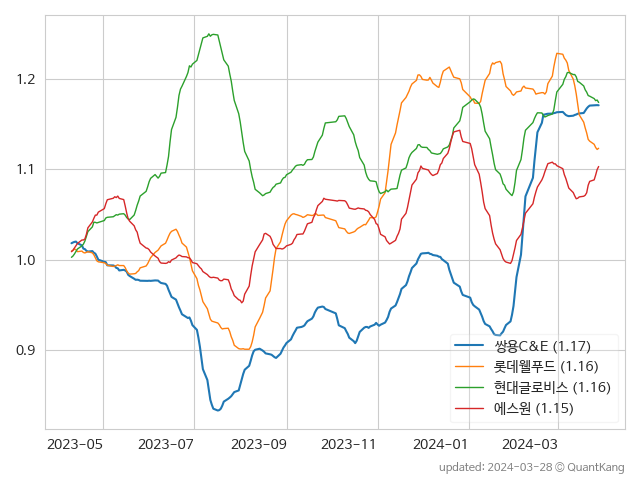 1.2
1.1
1.0
0.9
쌍용C&E (1.17)
롯데웰푸드 (1.16)
현대글로비스 (1.16)
에스원 (1.15)
2023-05 2023-07 2023-09 2023-11 2024-01 2024-03
updated: 2024-03-28 © QuantKang